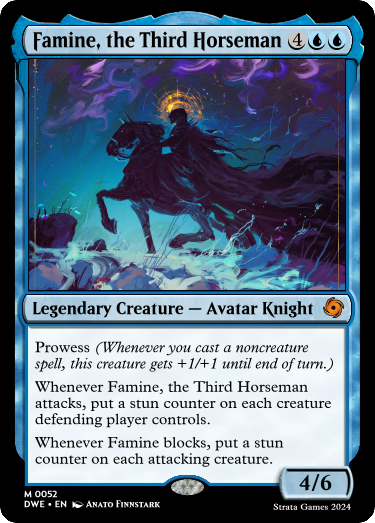 Famine, the Third Horseman 4
Legendary Creature — Avatar Knight
Prowess (Whenever you cast a noncreature
spell, this creature gets +1/+1 until end of turn.)
Whenever Famine, the Third Horseman
attacks, put a stun counter on each creature
defending player controls.
Whenever Famine blocks, put a stun
counter on each attacking creature.
4/6
M 0052
DWE • EN Anato Finnstark
Strata Games 2024